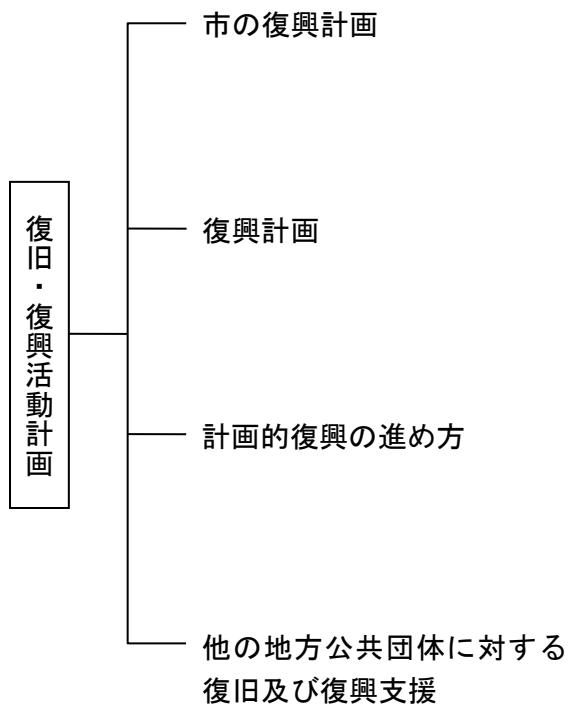 市の復興計画
復興計画
復旧・復興活動計画
計画的復興の進め方
他の地方公共団体に対する
復旧及び復興支援